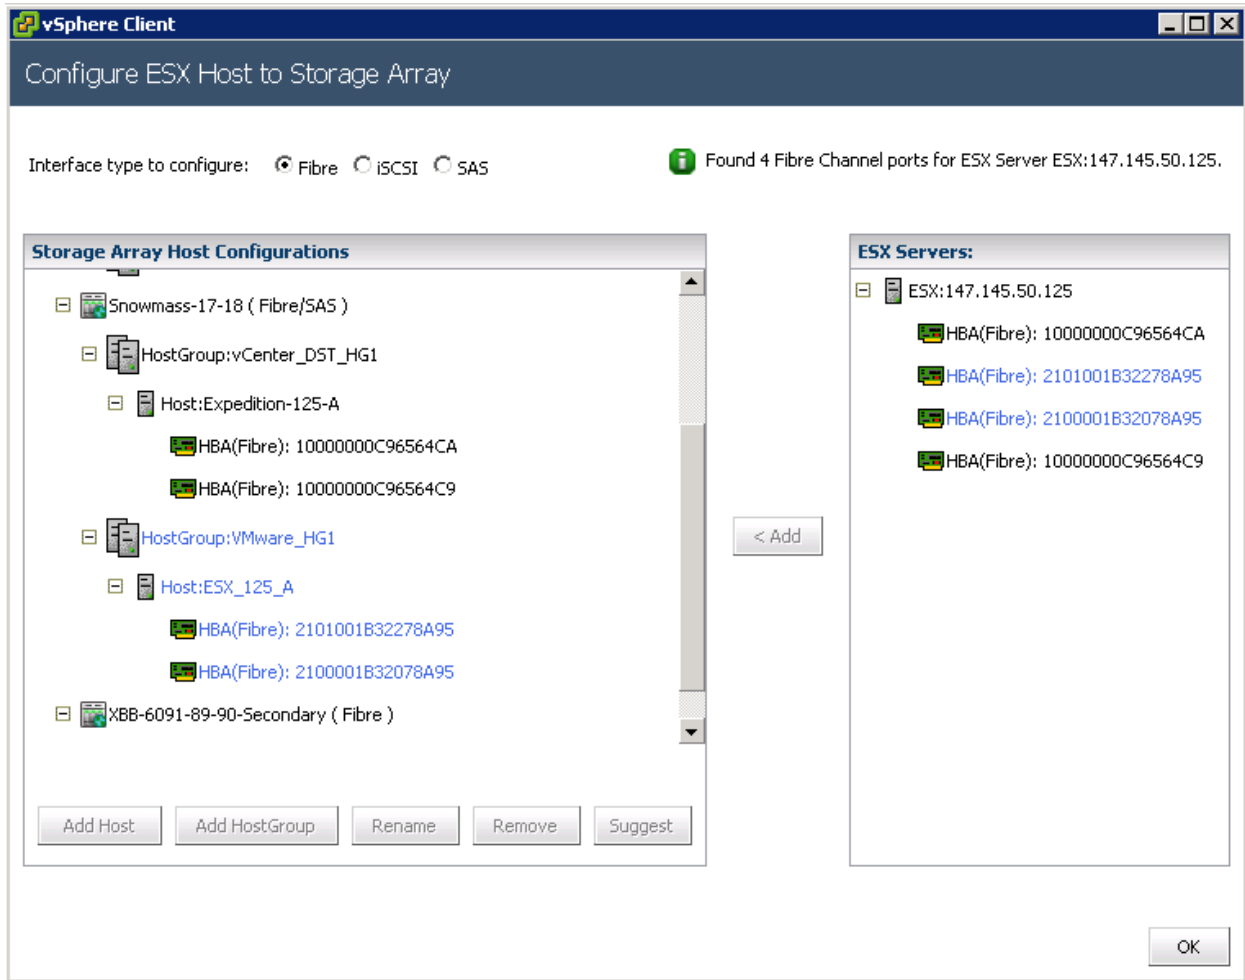 vSphere Client
Configure ESX Host to Storage Array
Interface type to configure: Fibre iSCSI SAS
Found 4 Fibre Channel ports for ESX Server ESX:147.145.50.125.
Storage Array Host Configurations
Snowmass-17-18 ( Fibre/SAS )
HostGroup:vCenter_DST_HG1
Host:Expedition-125-A
HBA(Fibre): 10000000C96564CA
HBA(Fibre): 10000000C96564C9
HostGroup:VMware_HG1
Host:ESX_125_A
HBA(Fibre): 2101001B32278A95
HBA(Fibre): 2100001B32078A95
XBB-6091-89-90-Secondary ( Fibre )
Add Host Add HostGroup Rename Remove Suggest
< Add
ESX Servers:
ESX:147.145.50.125
HBA(Fibre): 10000000C96564CA
HBA(Fibre): 2101001B32278A95
HBA(Fibre): 2100001B32078A95
HBA(Fibre): 10000000C96564C9
OK